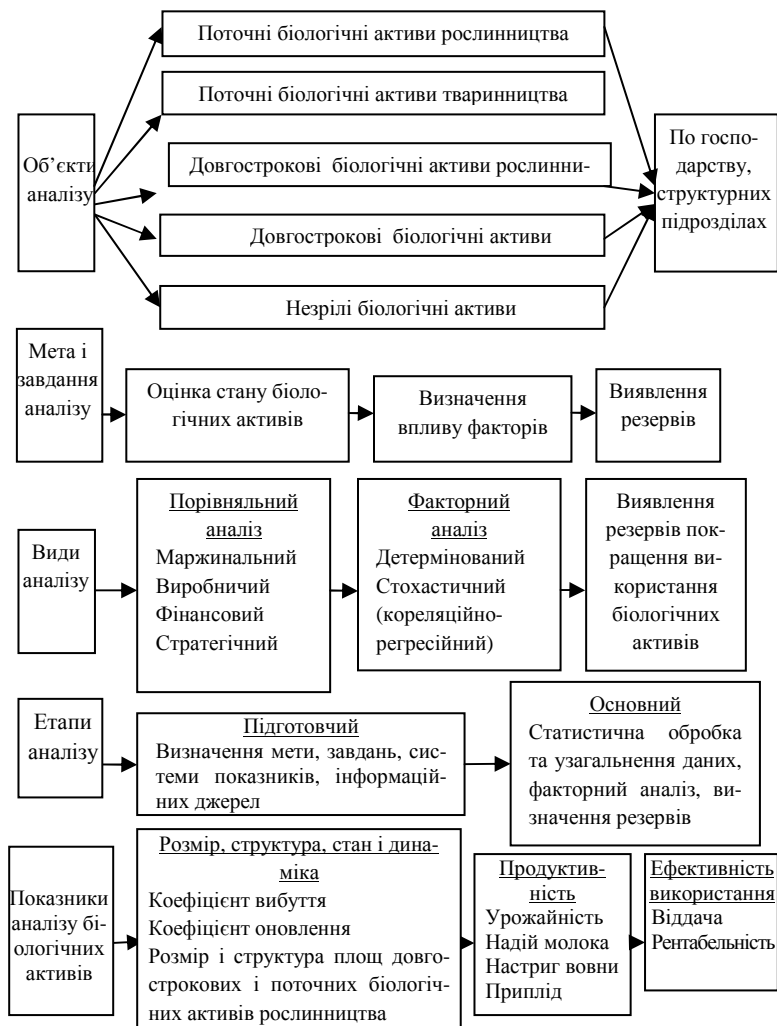 Поточні біологічні активи рослинництва
Поточні біологічні активи тваринництва
Об’єкти
аналізу
Довгострокові біологічні активи рослинни-
Довгострокові біологічні активи
Незрілі біологічні активи
По госпо-
дарству,
структурних
підрозділах
Мета і
завдання
аналізу
Оцінка стану біоло-
гічних активів
Визначення
впливу факторів
Виявлення
резервів
Види
аналізу
Порівняльний
аналіз
Маржинальний
Виробничий
Фінансовий
Стратегічний
Факторний
аналіз
Детермінований
Стохастичний
(кореляційно-
регресійний)
Виявлення
резервів пок-
ращення ви-
користання
біологічних
активів
Етапи
аналізу
Підготовчий
Визначення мети, завдань, сис-
теми показників, інформацій-
них джерел
Основний
Статистична обробка
та узагальнення даних,
факторний аналіз, ви-
значення резервів
Показники
аналізу бі-
ологічних
активів
Розмір, структура, стан і дина-
міка
Коефіцієнт вибуття
Коефіцієнт оновлення
Розмір і структура площ довго-
строкових і поточних біологіч-
них активів рослинництва
Продуктив-
ність
Урожайність
Надій молока
Настриг вовни
Приплід
Ефективність
використання
Віддача
Рентабельність